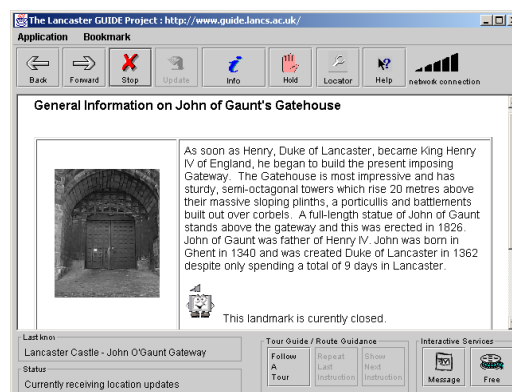 The Lancaster GUIDE Project : http://www.guide.lancs.ac.uk/
Application Bookmark
Back Forward Stop Update Info Hold Locator Help network connection
General Information on John of Gaunt's Gatehouse
As soon as Henry, Duke of Lancaster, became King Henry
IV of England, he began to build the present imposing
Gateway. The Gatehouse is most impressive and has
sturdy, semi-octagonal towers which rise 20 metres above
their massive sloping plinths, a portcullis and battlements
built out over corbels. A full-length statue of John of Gaunt
stands above the gateway and this was erected in 1826.
John of Gaunt was father of Henry IV. John was born in
Ghent in 1340 and was created Duke of Lancaster in 1362
despite only spending a total of 9 days in Lancaster.
This landmark is curently closed.
Last know
Lancaster Castle - John O'Gaunt Gateway
Status
Currently receiving location updates
Tour Guide / Route Guidance
Follow
A
Tour
Repeat
Last
Instruction
Show
Next
Instruction
Interactive Services
Message Free